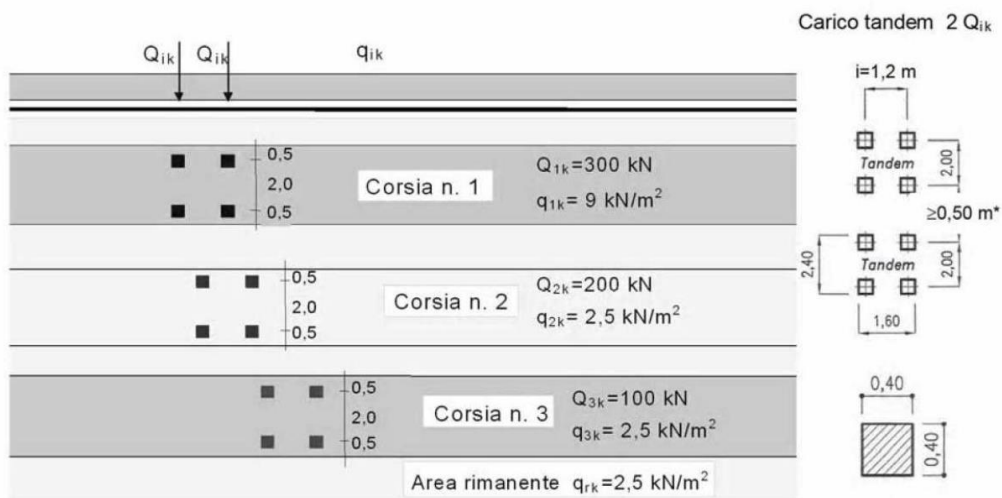 Carico tandem 2 Qik
Qik Qik qik
i=1,2 m
0,5
2,0
0,5
Corsia n. 1
Q1k=300 kN
q1k= 9 kN/m²
Tandem
2,00
≥0,50 m*
0,5
2,0
0,5
Corsia n. 2
Q2k=200 kN
q2k= 2,5 kN/m²
2,40
Tandem
2,00
1,60
0,5
2,0
0,5
Corsia n. 3
Q3k=100 kN
q3k= 2,5 kN/m²
0,40
0,40
Area rimanente qrk=2,5 kN/m²